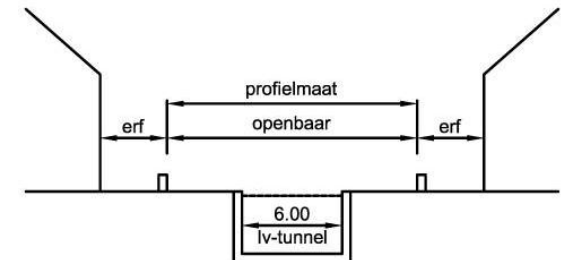 profielmaat
erf openbaar erf
6.00
lv-tunnel